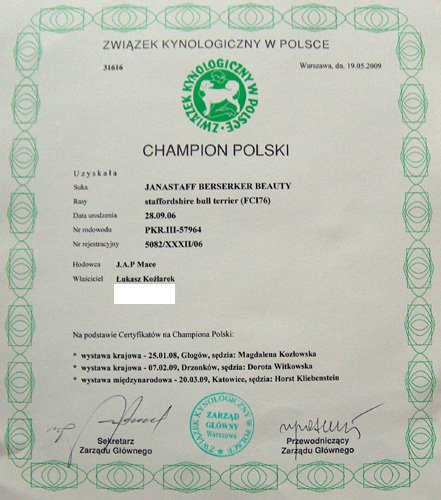 ZWIĄZEK KYNOLOGICZNY W POLSCE
31616 Warszawa, dn. 19.05.2009
ZWIĄZEK KYNOLOGICZNY W POLSCE
CHAMPION POLSKI
Uzyskała
Suka JANASTAFF BERSERKER BEAUTY
Rasy staffordshire bull terrier (FCI76)
Data urodzenia 28.09.06
Nr rodowodu PKR.III-57964
Nr rejestracyjny 5082/XXXII/06
Hodowca J.A.P Mace
Właściciel Łukasz Koźlarek
Na podstawie Certyfikatów na Championa Polski:
* wystawa krajowa - 25.01.08, Głogów, sędzia: Magdalena Kozłowska
* wystawa krajowa - 07.02.09, Drzonków, sędzia: Dorota Witkowska
* wystawa międzynarodowa - 20.03.09, Katowice, sędzia: Horst Kliebenstein
ZWIĄZEK KYNOLOGICZNY W POLSCE
ZARZĄD
GŁÓWNY
Warszawa
Sekretarz
Zarządu Głównego
Przewodniczący
Zarządu Głównego